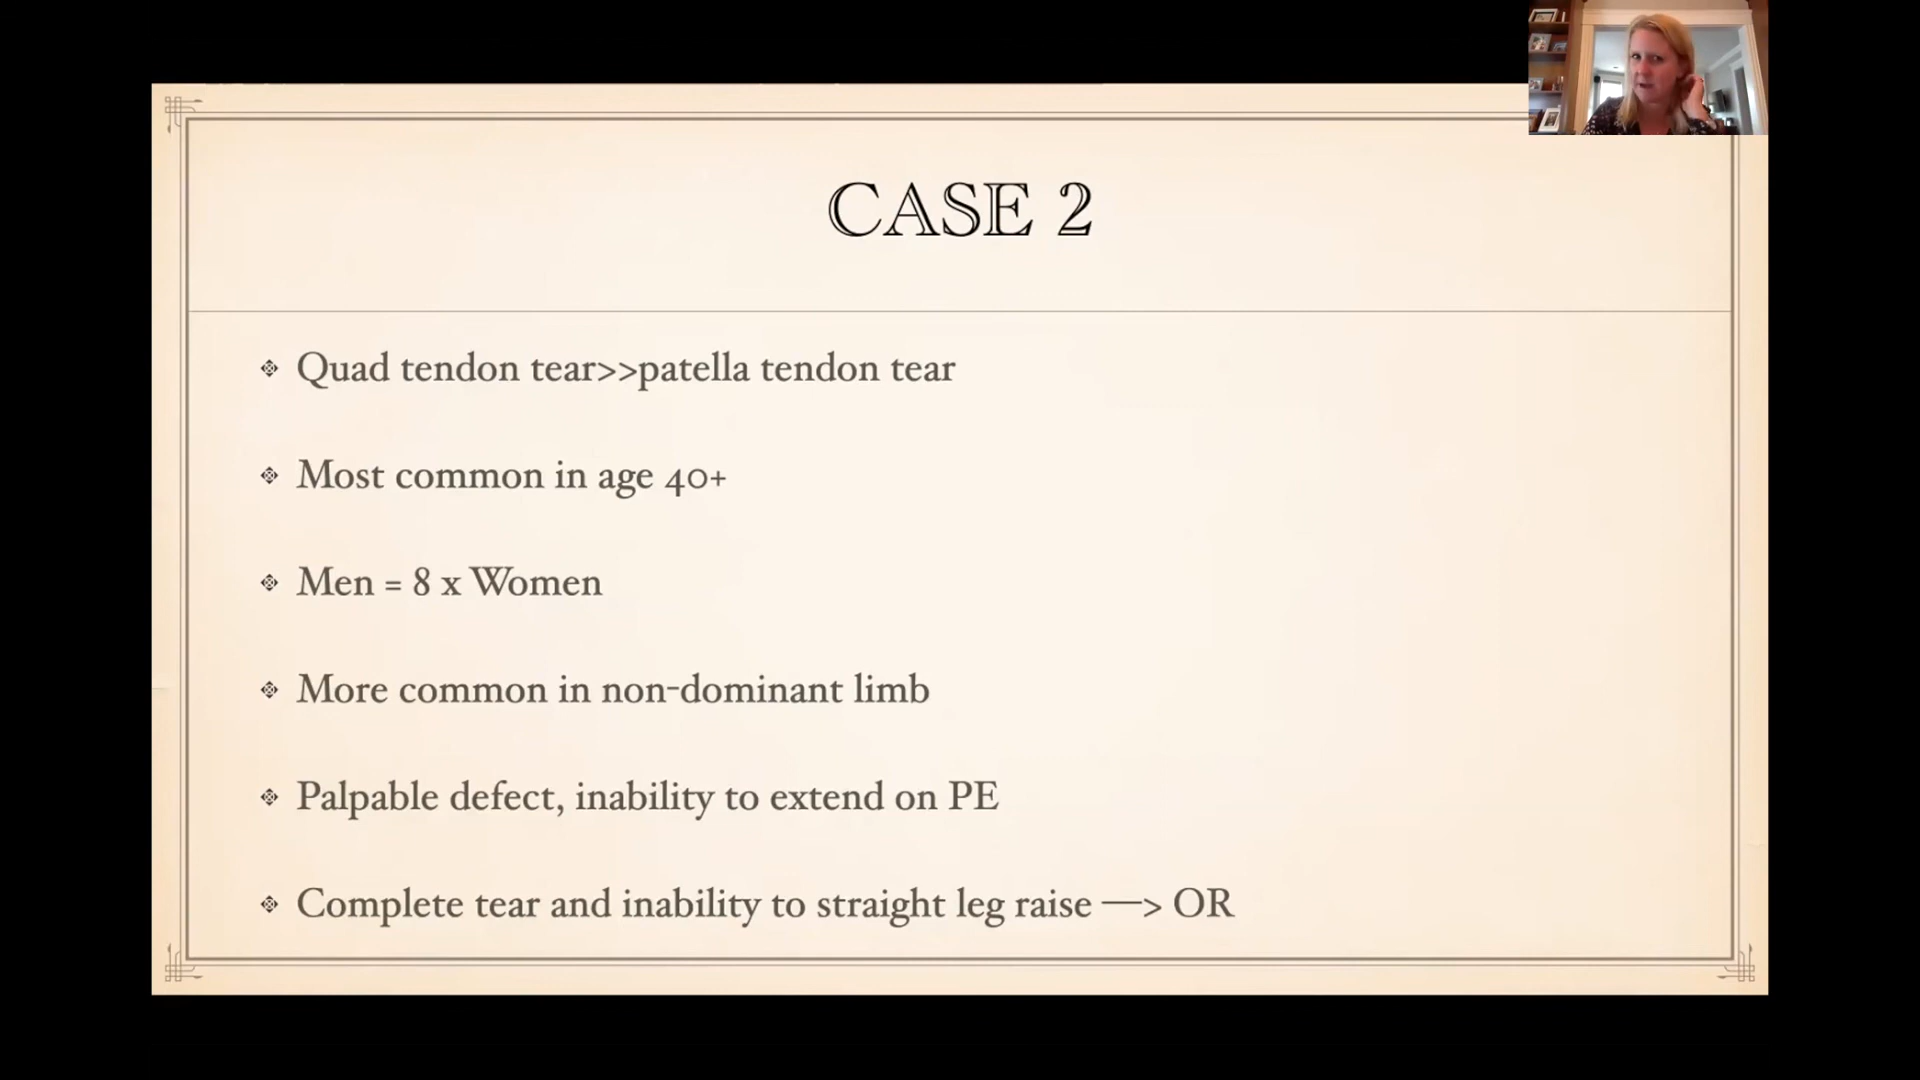 CASE 2
Quad tendon tear>>patella tendon tear
Most common in age 40+
Men = 8 x Women
More common in non-dominant limb
Palpable defect, inability to extend on PE
Complete tear and inability to straight leg raise —> OR